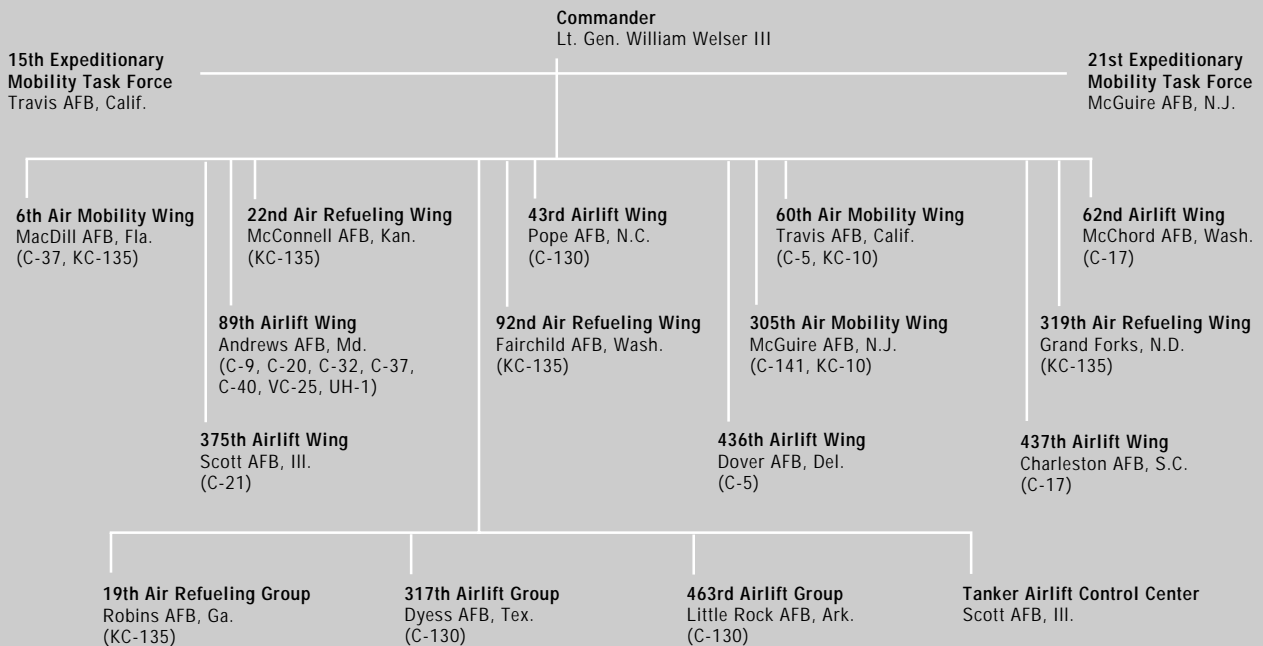 Commander
Lt. Gen. William Welser III
15th Expeditionary
Mobility Task Force
Travis AFB, Calif.
21st Expeditionary
Mobility Task Force
McGuire AFB, N.J.
6th Air Mobility Wing
MacDill AFB, Fla.
(C-37, KC-135)
22nd Air Refueling Wing
McConnell AFB, Kan.
(KC-135)
43rd Airlift Wing
Pope AFB, N.C.
(C-130)
60th Air Mobility Wing
Travis AFB, Calif.
(C-5, KC-10)
62nd Airlift Wing
McChord AFB, Wash.
(C-17)
89th Airlift Wing
Andrews AFB, Md.
(C-9, C-20, C-32, C-37,
C-40, VC-25, UH-1)
92nd Air Refueling Wing
Fairchild AFB, Wash.
(KC-135)
305th Air Mobility Wing
McGuire AFB, N.J.
(C-141, KC-10)
319th Air Refueling Wing
Grand Forks, N.D.
(KC-135)
375th Airlift Wing
Scott AFB, Ill.
(C-21)
436th Airlift Wing
Dover AFB, Del.
(C-5)
437th Airlift Wing
Charleston AFB, S.C.
(C-17)
19th Air Refueling Group
Robins AFB, Ga.
(KC-135)
317th Airlift Group
Dyess AFB, Tex.
(C-130)
463rd Airlift Group
Little Rock AFB, Ark.
(C-130)
Tanker Airlift Control Center
Scott AFB, Ill.